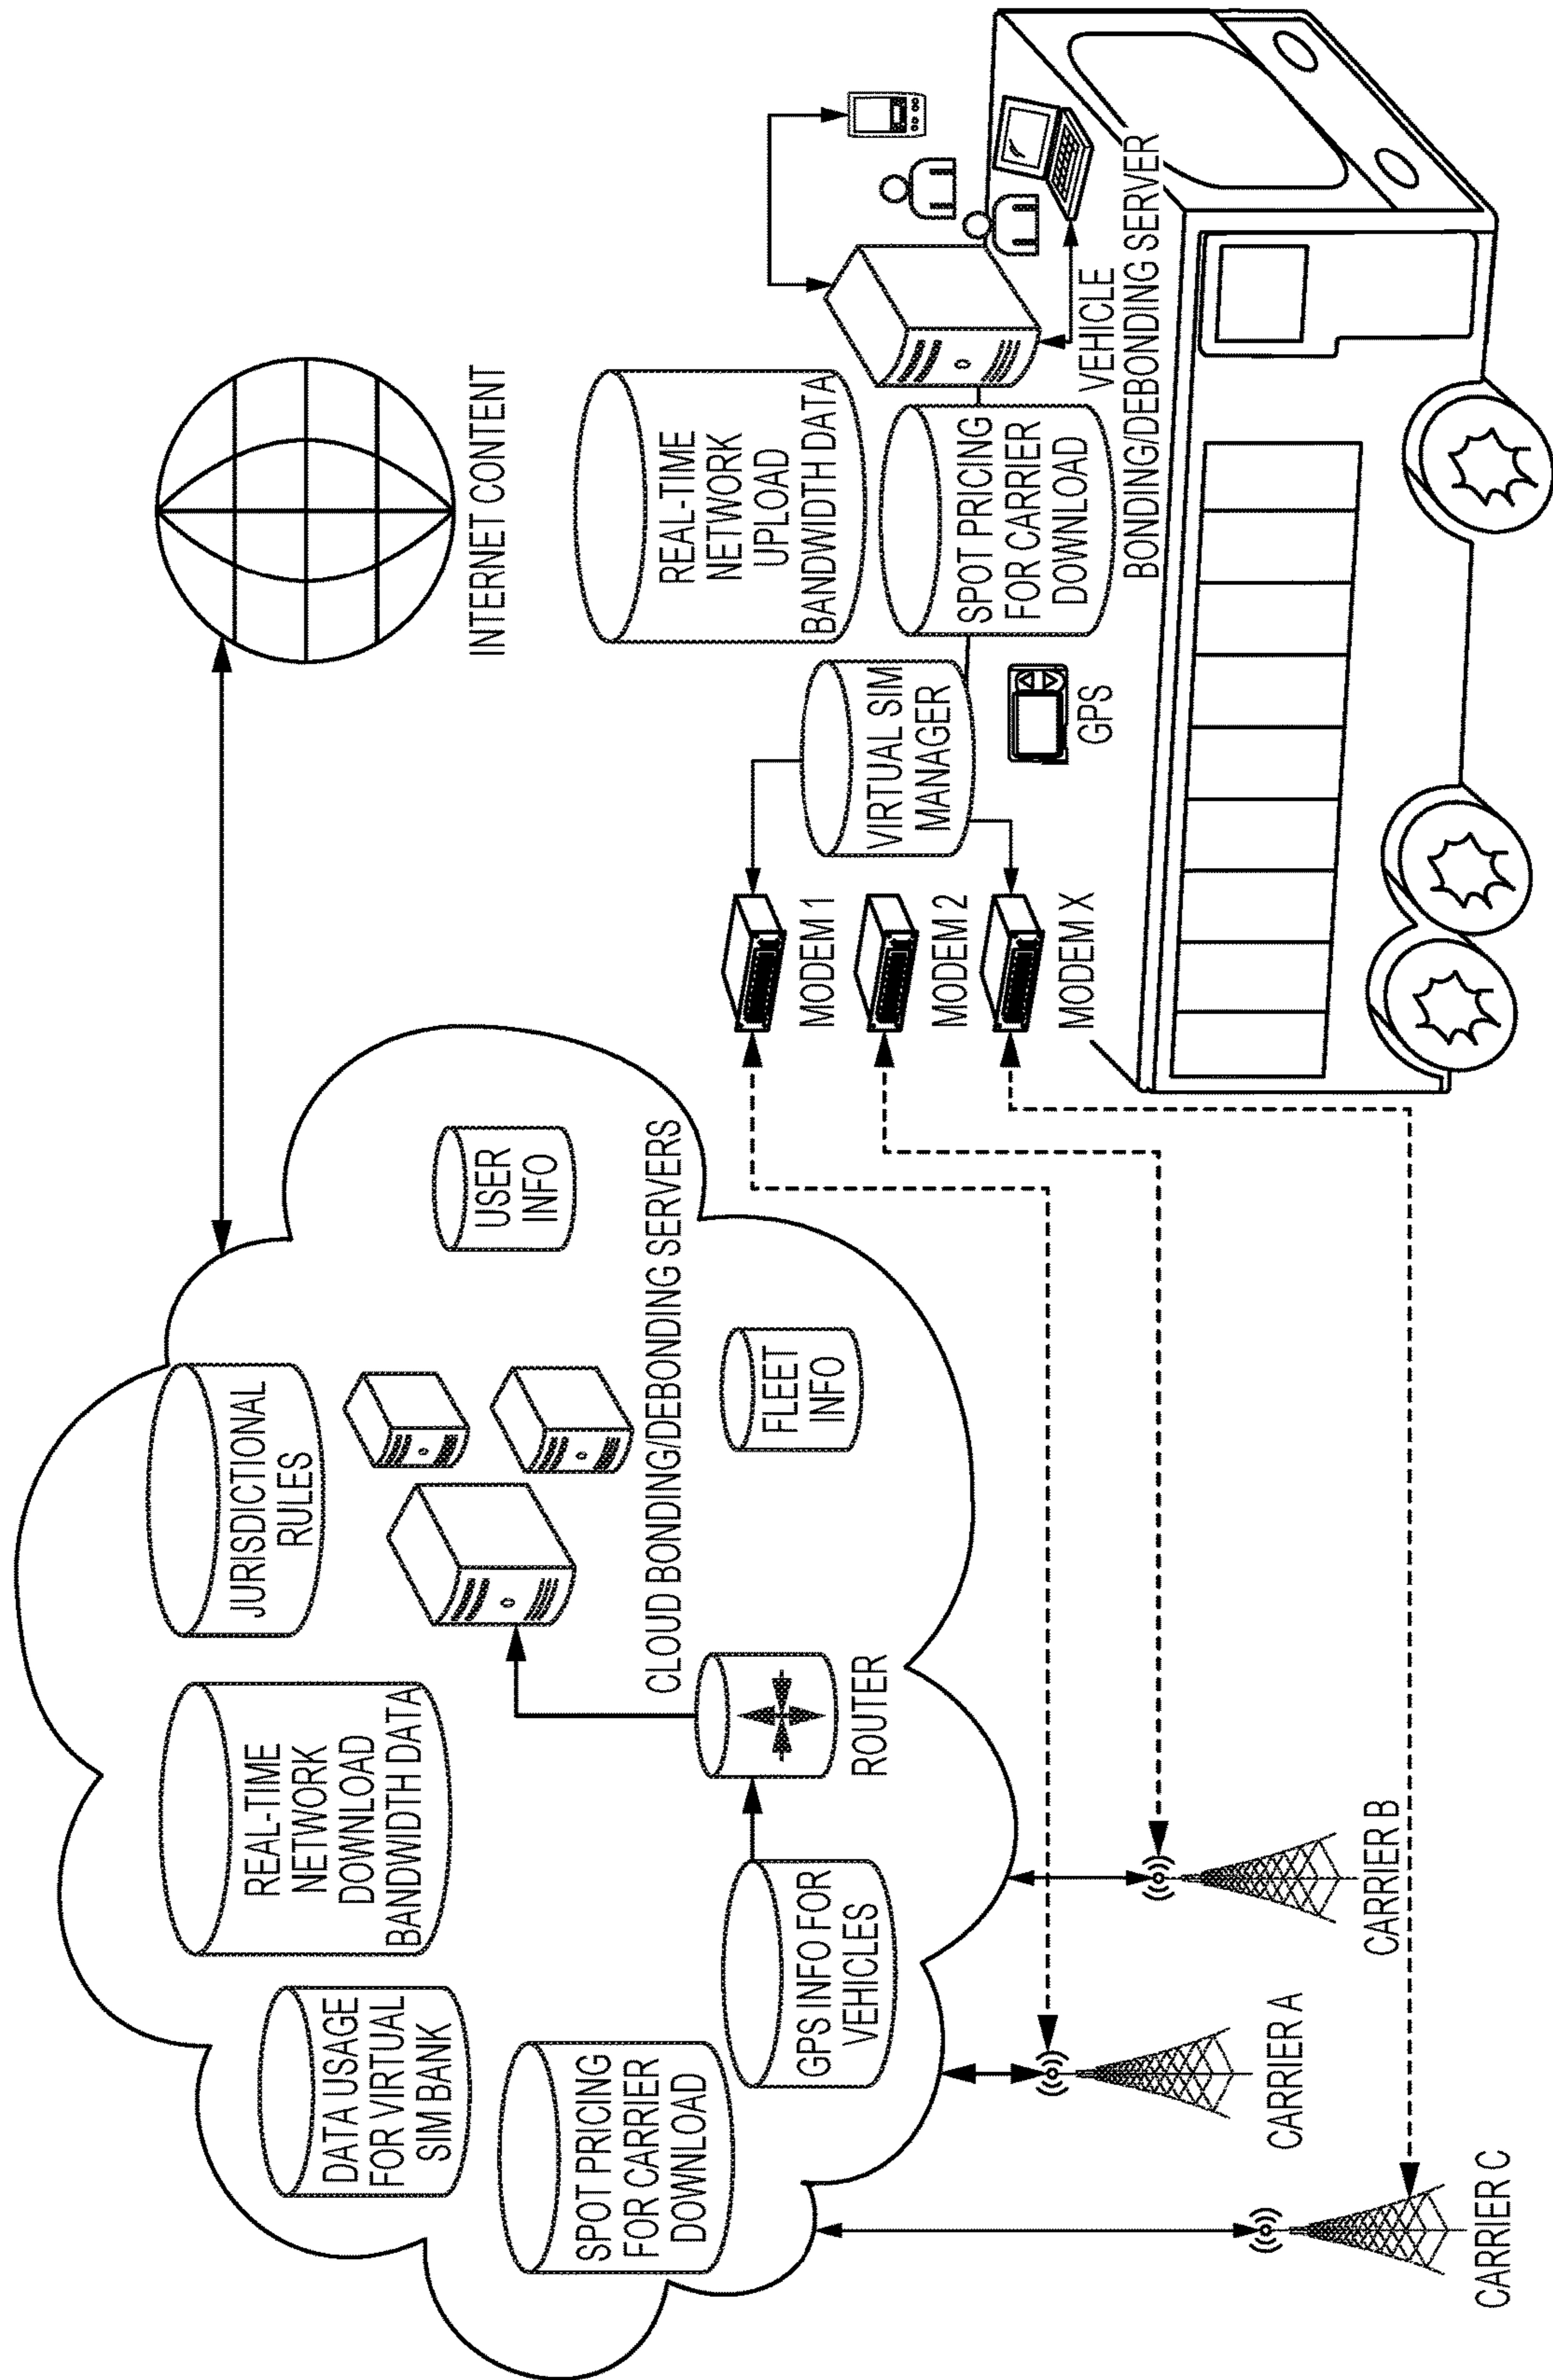 INTERNET CONTENT
JURISDICTIONAL
RULES
REAL-TIME
NETWORK
DOWNLOAD
BANDWIDTH DATA
DATA USAGE
FOR VIRTUAL
SIM BANK
SPOT PRICING
FOR CARRIER
DOWNLOAD
USER
INFO
CLOUD BONDING/DEBONDING SERVERS
FLEET
INFO
ROUTER
GPS INFO FOR
VEHICLES
REAL-TIME
NETWORK
UPLOAD
BANDWIDTH DATA
SPOT PRICING
FOR CARRIER
DOWNLOAD
VIRTUAL SIM
MANAGER
GPS
VEHICLE
BONDING/DEBONDING SERVER
MODEM 1
MODEM 2
MODEM X
CARRIER A
CARRIER B
CARRIER C